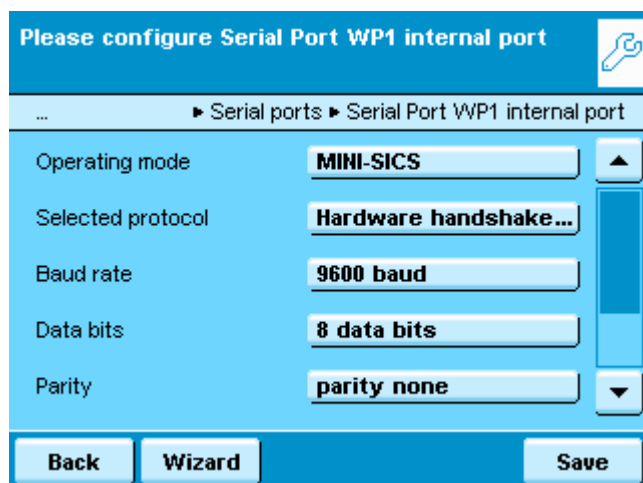 Please configure Serial Port WP1 internal port
... ▸ Serial ports ▸ Serial Port WP1 internal port
Operating mode MINI-SICS
Selected protocol Hardware handshake...
Baud rate 9600 baud
Data bits 8 data bits
Parity parity none
Back Wizard Save